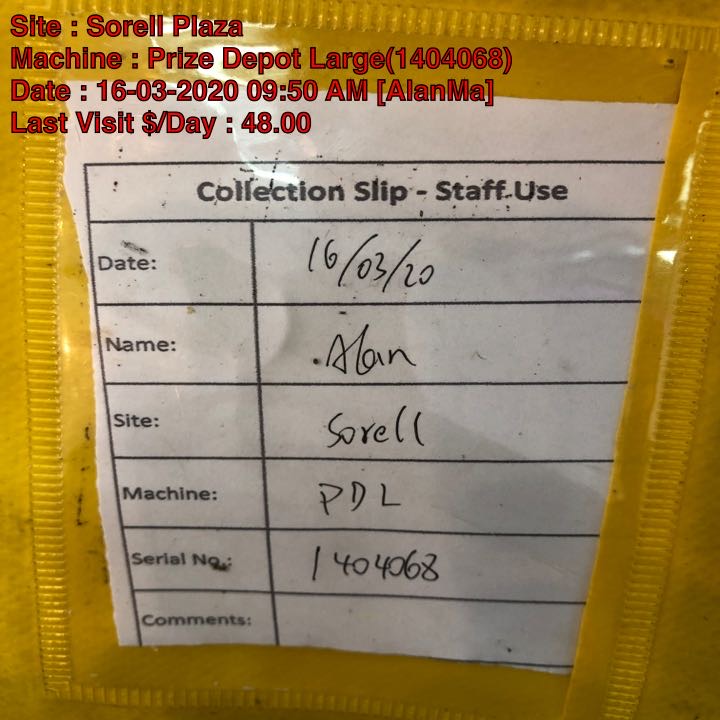 Site : Sorell Plaza
Machine : Prize Depot Large(1404068)
Date : 16-03-2020 09:50 AM [AlanMa]
Last Visit $/Day : 48.00
Collection Slip - Staff Use
Date: 16/03/20
Name: Alan
Site: Sorell
Machine: PDL
Serial No.: 1404068
Comments: